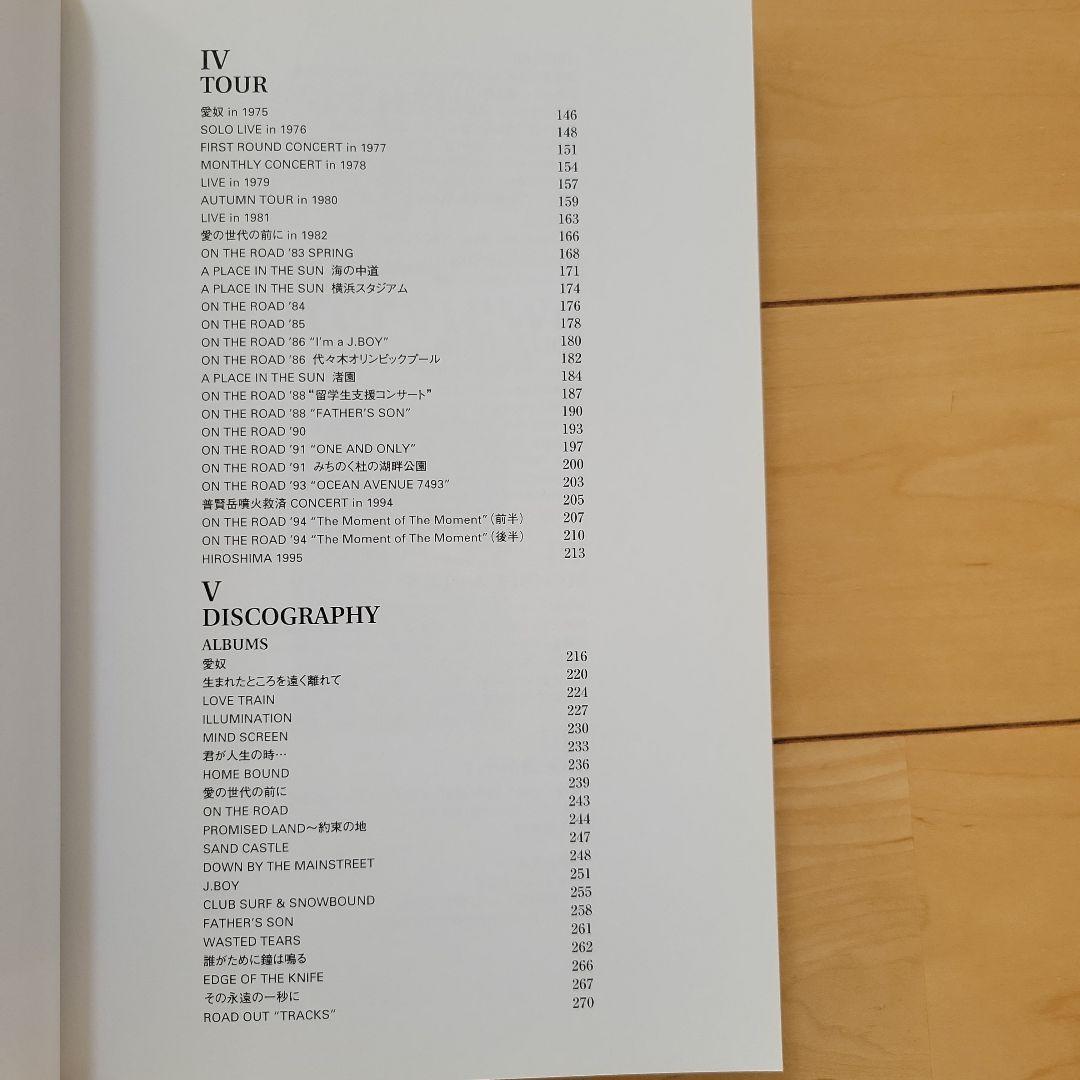 IV
TOUR
愛奴 in 1975 146
SOLO LIVE in 1976 148
FIRST ROUND CONCERT in 1977 151
MONTHLY CONCERT in 1978 154
LIVE in 1979 157
AUTUMN TOUR in 1980 159
LIVE in 1981 163
愛の世代の前に in 1982 166
ON THE ROAD '83 SPRING 168
A PLACE IN THE SUN 海の中道 171
A PLACE IN THE SUN 横浜スタジアム 174
ON THE ROAD '84 176
ON THE ROAD '85 178
ON THE ROAD '86 “I'm a J.BOY” 180
ON THE ROAD '86 代々木オリンピックプール 182
A PLACE IN THE SUN 渚園 184
ON THE ROAD '88 “留学生支援コンサート” 187
ON THE ROAD '88 “FATHER'S SON” 190
ON THE ROAD '90 193
ON THE ROAD '91 “ONE AND ONLY” 197
ON THE ROAD '91 みちのく杜の湖畔公園 200
ON THE ROAD '93 “OCEAN AVENUE 7493” 203
普賢岳噴火救済 CONCERT in 1994 205
ON THE ROAD '94 “The Moment of The Moment”（前半） 207
ON THE ROAD '94 “The Moment of The Moment”（後半） 210
HIROSHIMA 1995 213
V
DISCOGRAPHY
ALBUMS
愛奴 216
生まれたところを遠く離れて 220
LOVE TRAIN 224
ILLUMINATION 227
MIND SCREEN 230
君が人生の時… 233
HOME BOUND 236
愛の世代の前に 239
ON THE ROAD 243
PROMISED LAND〜約束の地 244
SAND CASTLE 247
DOWN BY THE MAINSTREET 248
J.BOY 251
CLUB SURF & SNOWBOUND 255
FATHER'S SON 258
WASTED TEARS 261
誰がために鐘は鳴る 262
EDGE OF THE KNIFE 266
その永遠の一秒に 267
ROAD OUT “TRACKS” 270